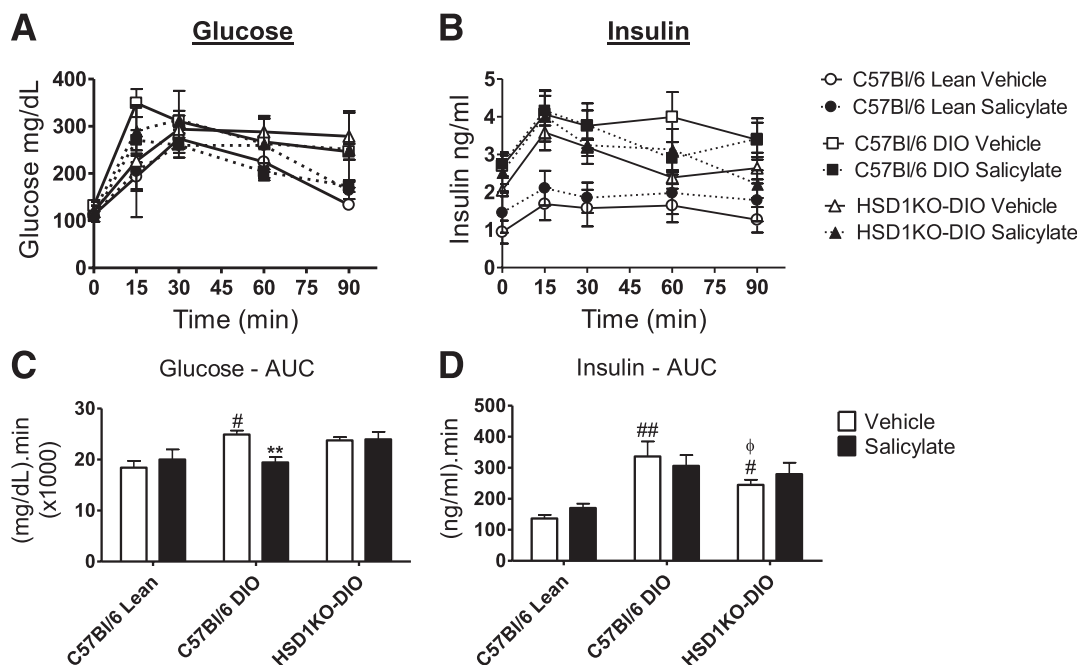 A
Glucose
B
Insulin
Glucose mg/dL
400
300
200
100
0
0 15 30 45 60 75 90
Time (min)
Insulin ng/ml
5
4
3
2
1
0
0 15 30 45 60 75 90
Time (min)
C57Bl/6 Lean Vehicle
C57Bl/6 Lean Salicylate
C57Bl/6 DIO Vehicle
C57Bl/6 DIO Salicylate
HSD1KO-DIO Vehicle
HSD1KO-DIO Salicylate
C
Glucose - AUC
(mg/dL).min
(x1000)
30
20
10
0
#
**
C57Bl/6 Lean
C57Bl/6 DIO
HSD1KO-DIO
D
Insulin - AUC
(ng/ml).min
500
400
300
200
100
0
##
ϕ
#
C57Bl/6 Lean
C57Bl/6 DIO
HSD1KO-DIO
Vehicle
Salicylate